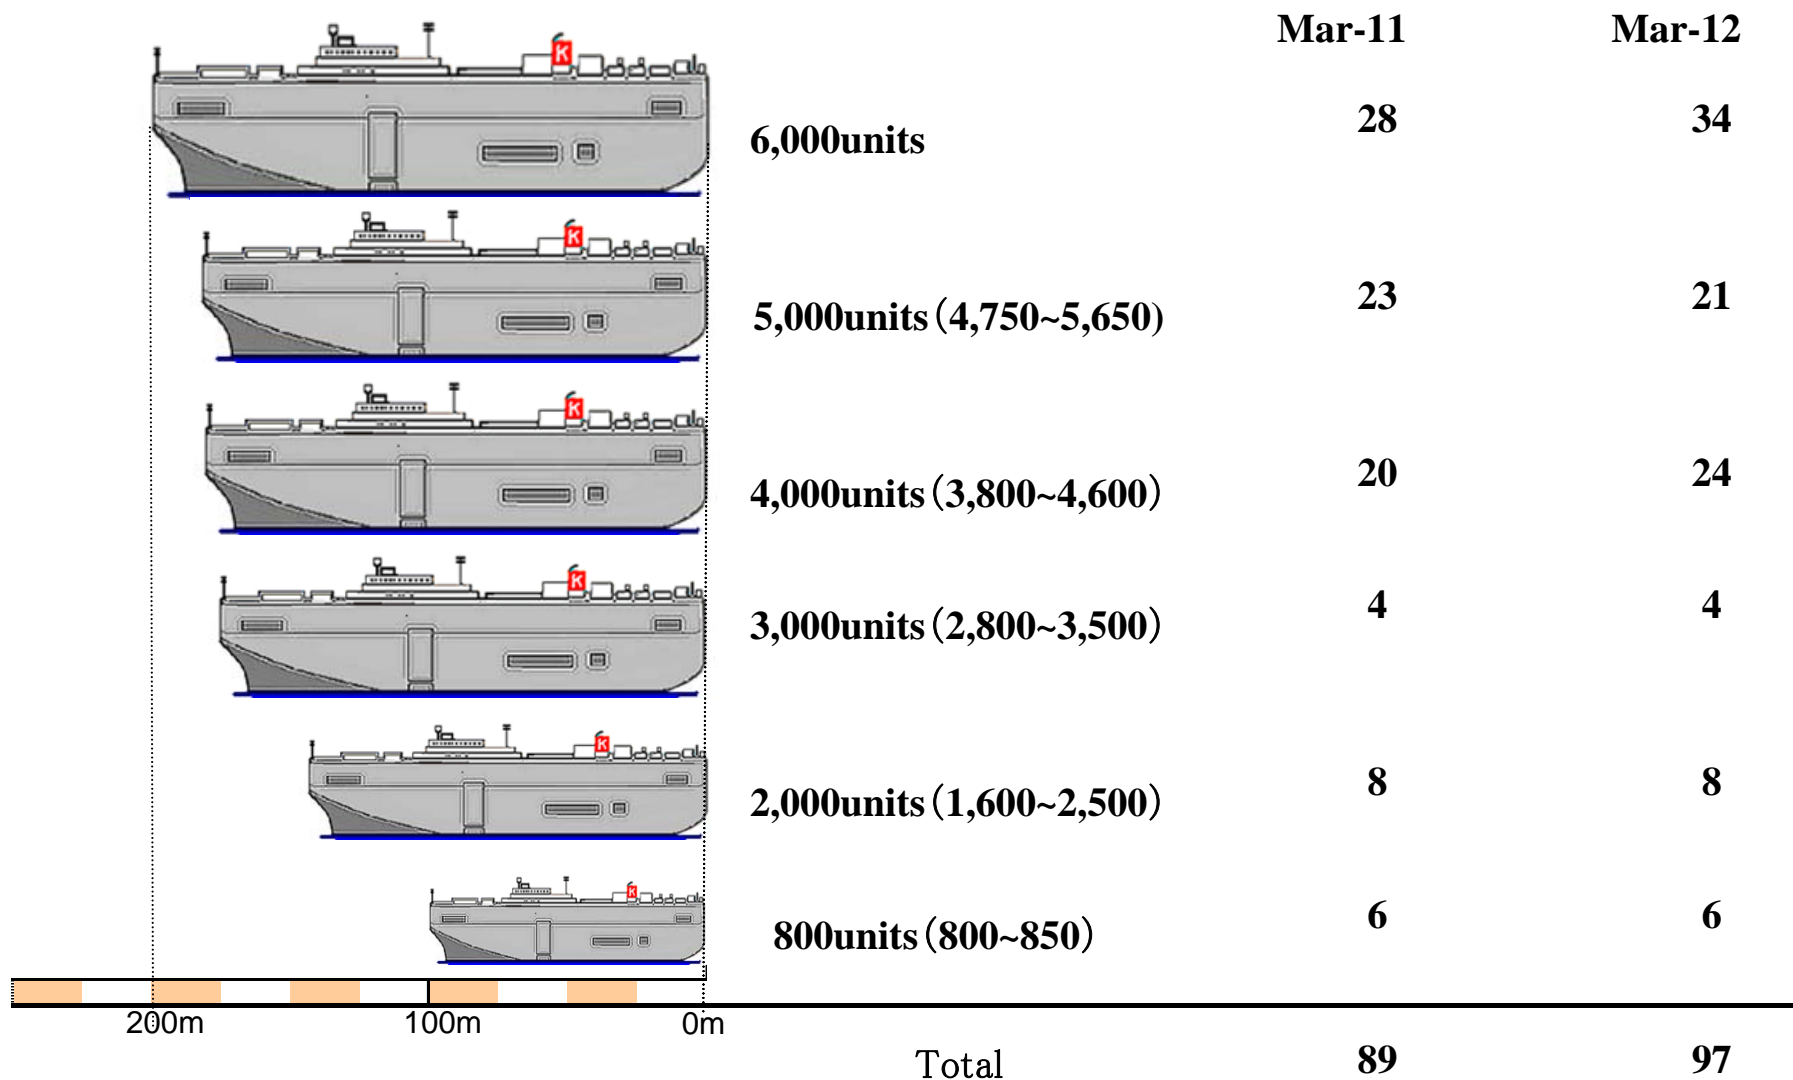 Mar-11 Mar-12
K
6,000units 28 34
K
5,000units（4,750~5,650) 23 21
K
4,000units（3,800~4,600） 20 24
K
3,000units（2,800~3,500） 4 4
K
2,000units（1,600~2,500） 8 8
K
800units（800~850） 6 6
200m 100m 0m
Total 89 97